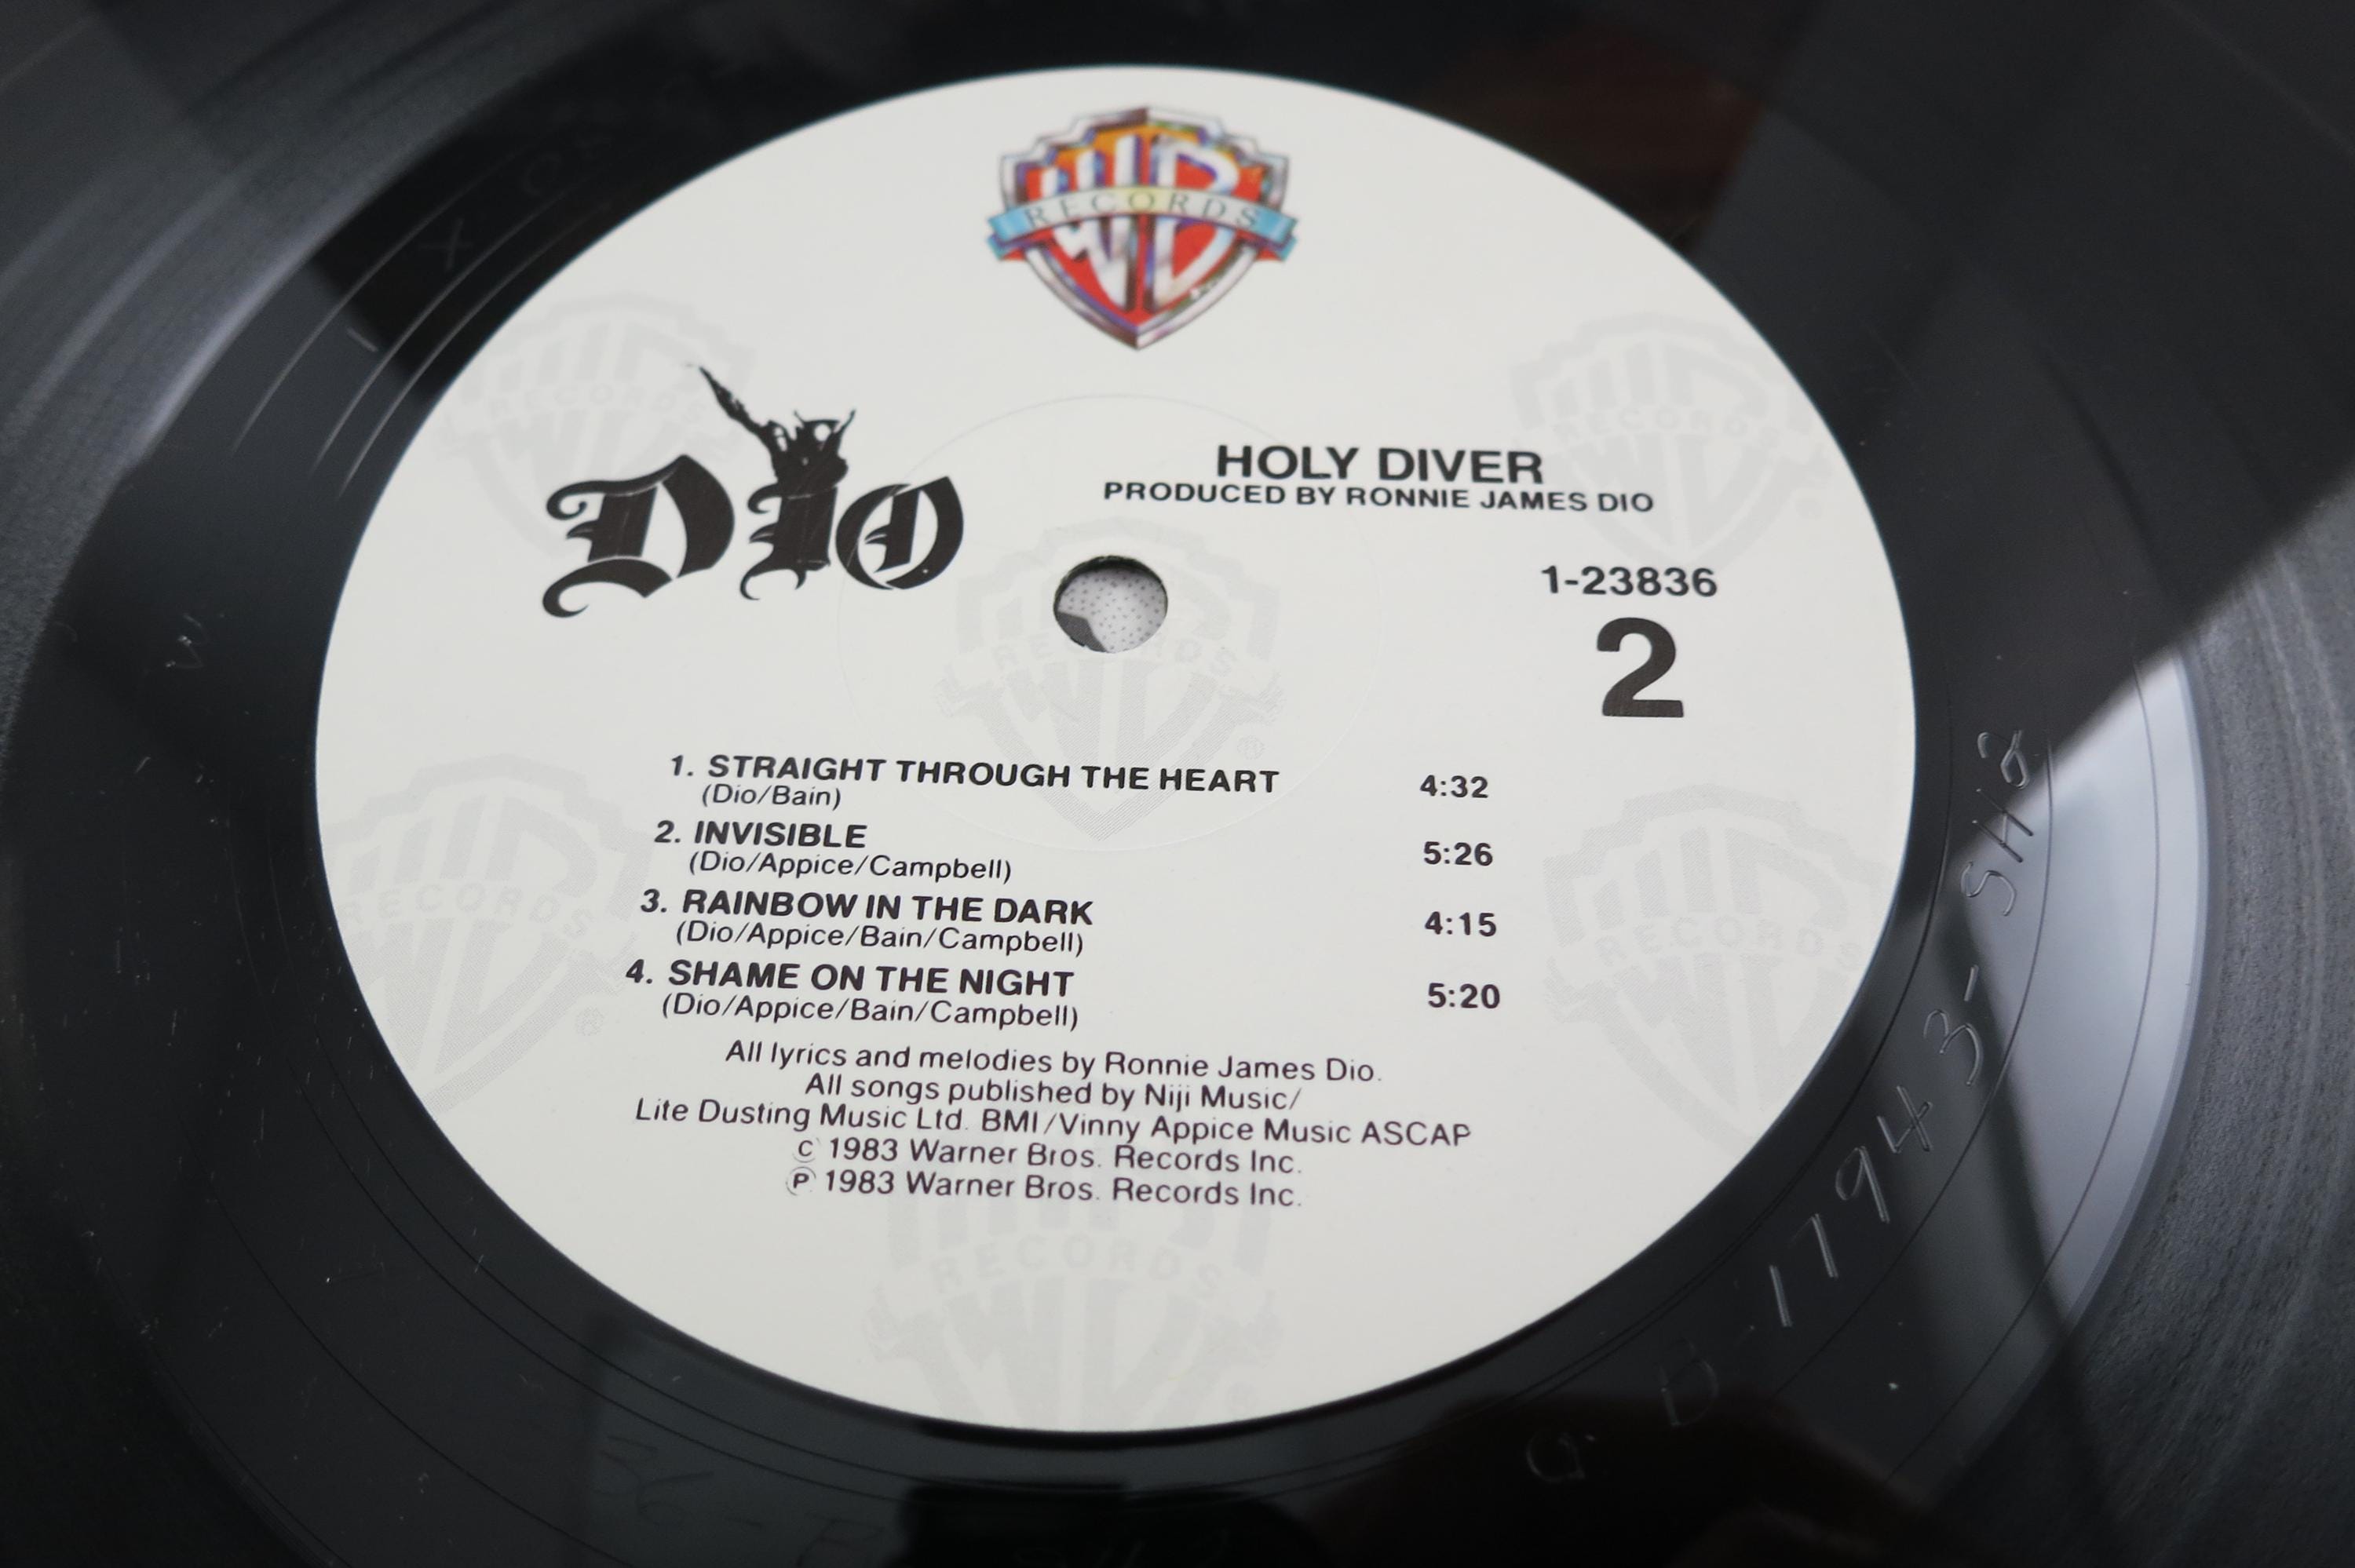 WB
RECORDS
Dio
HOLY DIVER
PRODUCED BY RONNIE JAMES DIO
1-23836
2
1. STRAIGHT THROUGH THE HEART 4:32
(Dio/Bain)
2. INVISIBLE 5:26
(Dio/Appice/Campbell)
3. RAINBOW IN THE DARK 4:15
(Dio/Appice/Bain/Campbell)
4. SHAME ON THE NIGHT 5:20
(Dio/Appice/Bain/Campbell)
All lyrics and melodies by Ronnie James Dio.
All songs published by Niji Music/
Lite Dusting Music Ltd. BMI/Vinny Appice Music ASCAP
© 1983 Warner Bros. Records Inc.
℗ 1983 Warner Bros. Records Inc.
B-17943-SH2